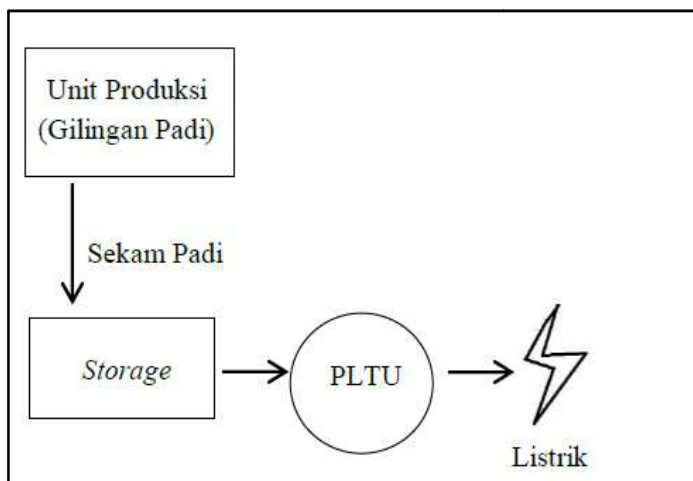 Unit Produksi
(Gilingan Padi)
Sekam Padi
Storage
PLTU
Listrik